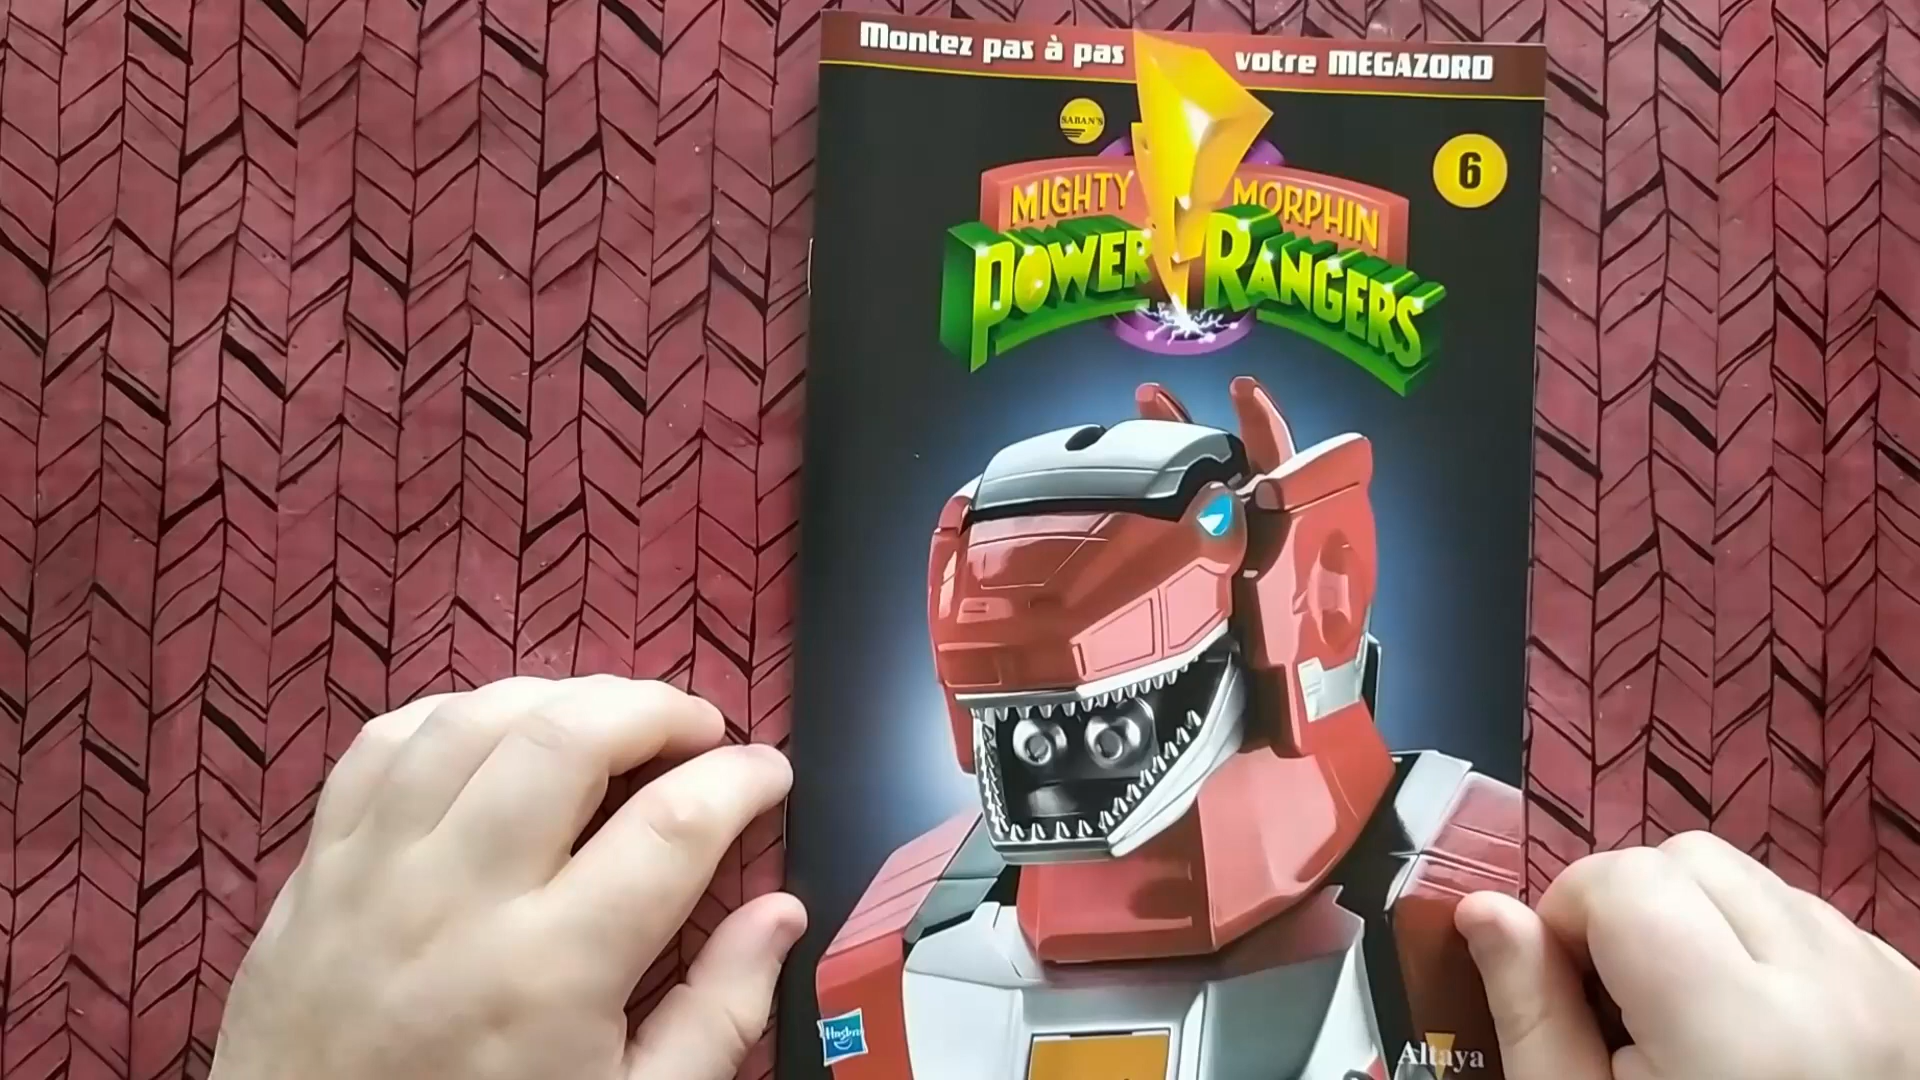 Montez pas à pas votre MEGAZORD
SABAN'S
6
MIGHTY MORPHIN
POWER RANGERS
Hasbro
Altaya